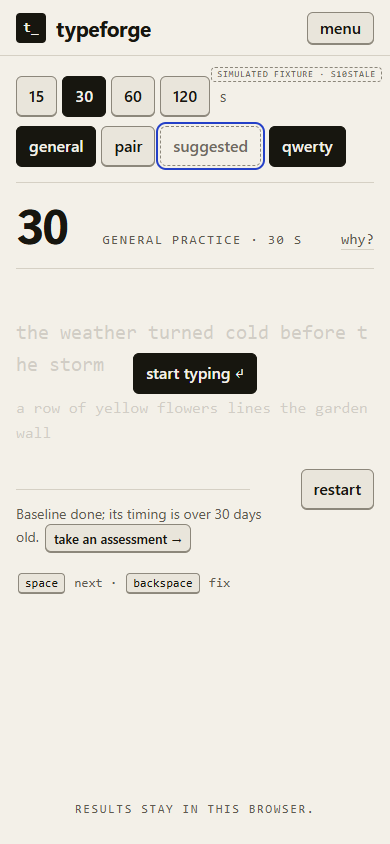 t_ typeforge menu
SIMULATED FIXTURE · S10STALE
15 30 60 120 S
general pair suggested qwerty
30 GENERAL PRACTICE · 30 S why?
the weather turned cold before t
he storm
start typing ⏎
a row of yellow flowers lines the garden
wall
restart
Baseline done; its timing is over 30 days
old. take an assessment →
space next · backspace fix
RESULTS STAY IN THIS BROWSER.